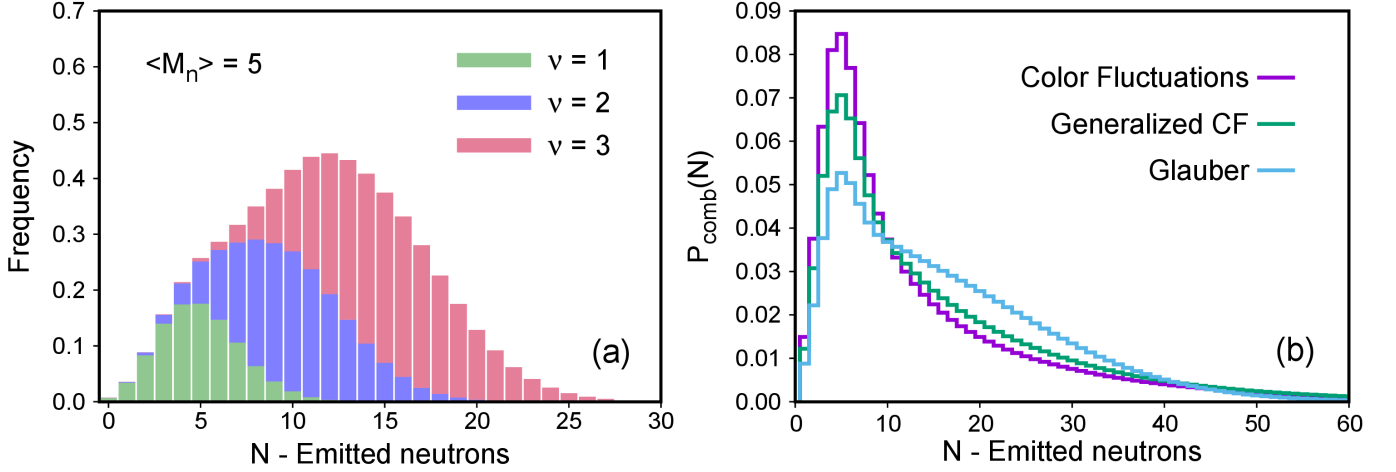 0.7
0.6
0.5
0.4
0.3
0.2
0.1
0.0
Frequency
<Mn> = 5
ν = 1
ν = 2
ν = 3
(a)
0 5 10 15 20 25 30
N - Emitted neutrons
0.09
0.08
0.07
0.06
0.05
0.04
0.03
0.02
0.01
0.00
Pcomb(N)
Color Fluctuations
Generalized CF
Glauber
(b)
0 10 20 30 40 50 60
N - Emitted neutrons